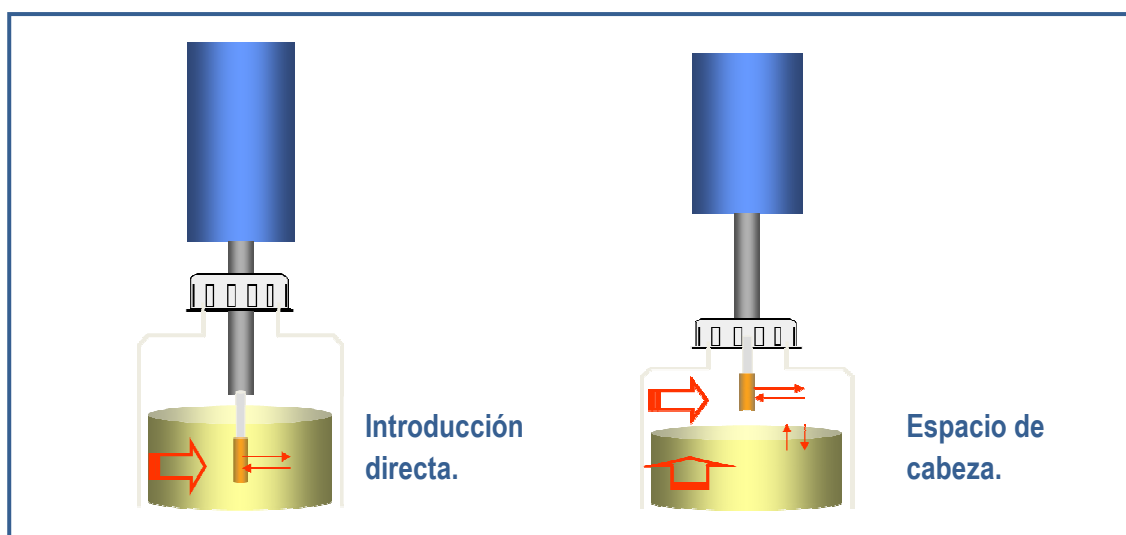 Introducción
directa.
Espacio de
cabeza.